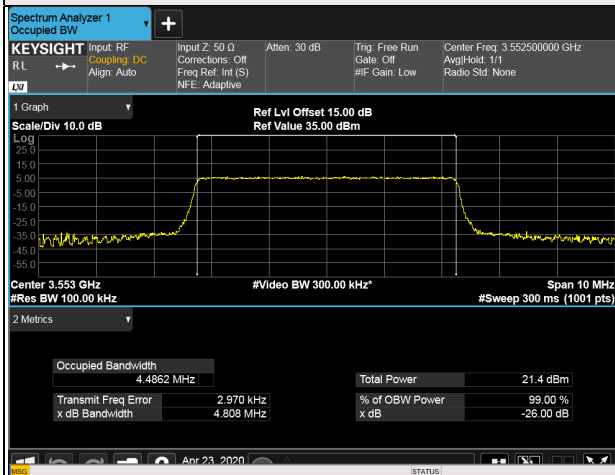 Spectrum Analyzer 1
Occupied BW
+
KEYSIGHT Input: RF Input Z: 50 Ω Atten: 30 dB Trig: Free Run Center Freq: 3.552500000 GHz
RL Coupling: DC Corrections: Off Gate: Off Avg|Hold: 1/1
Align: Auto Freq Ref: Int (S) #IF Gain: Low Radio Std: None
LXI NFE: Adaptive
1 Graph
Ref Lvl Offset 15.00 dB
Scale/Div 10.0 dB Ref Value 35.00 dBm
Log
25.0
15.0
5.00
-5.00
-15.0
-25.0
-35.0
-45.0
-55.0
Center 3.553 GHz #Video BW 300.00 kHz* Span 10 MHz
#Res BW 100.00 kHz #Sweep 300 ms (1001 pts)
2 Metrics
Occupied Bandwidth
4.4862 MHz Total Power 21.4 dBm
Transmit Freq Error 2.970 kHz % of OBW Power 99.00 %
x dB Bandwidth 4.808 MHz x dB -26.00 dB
Apr 23, 2020
MSG STATUS